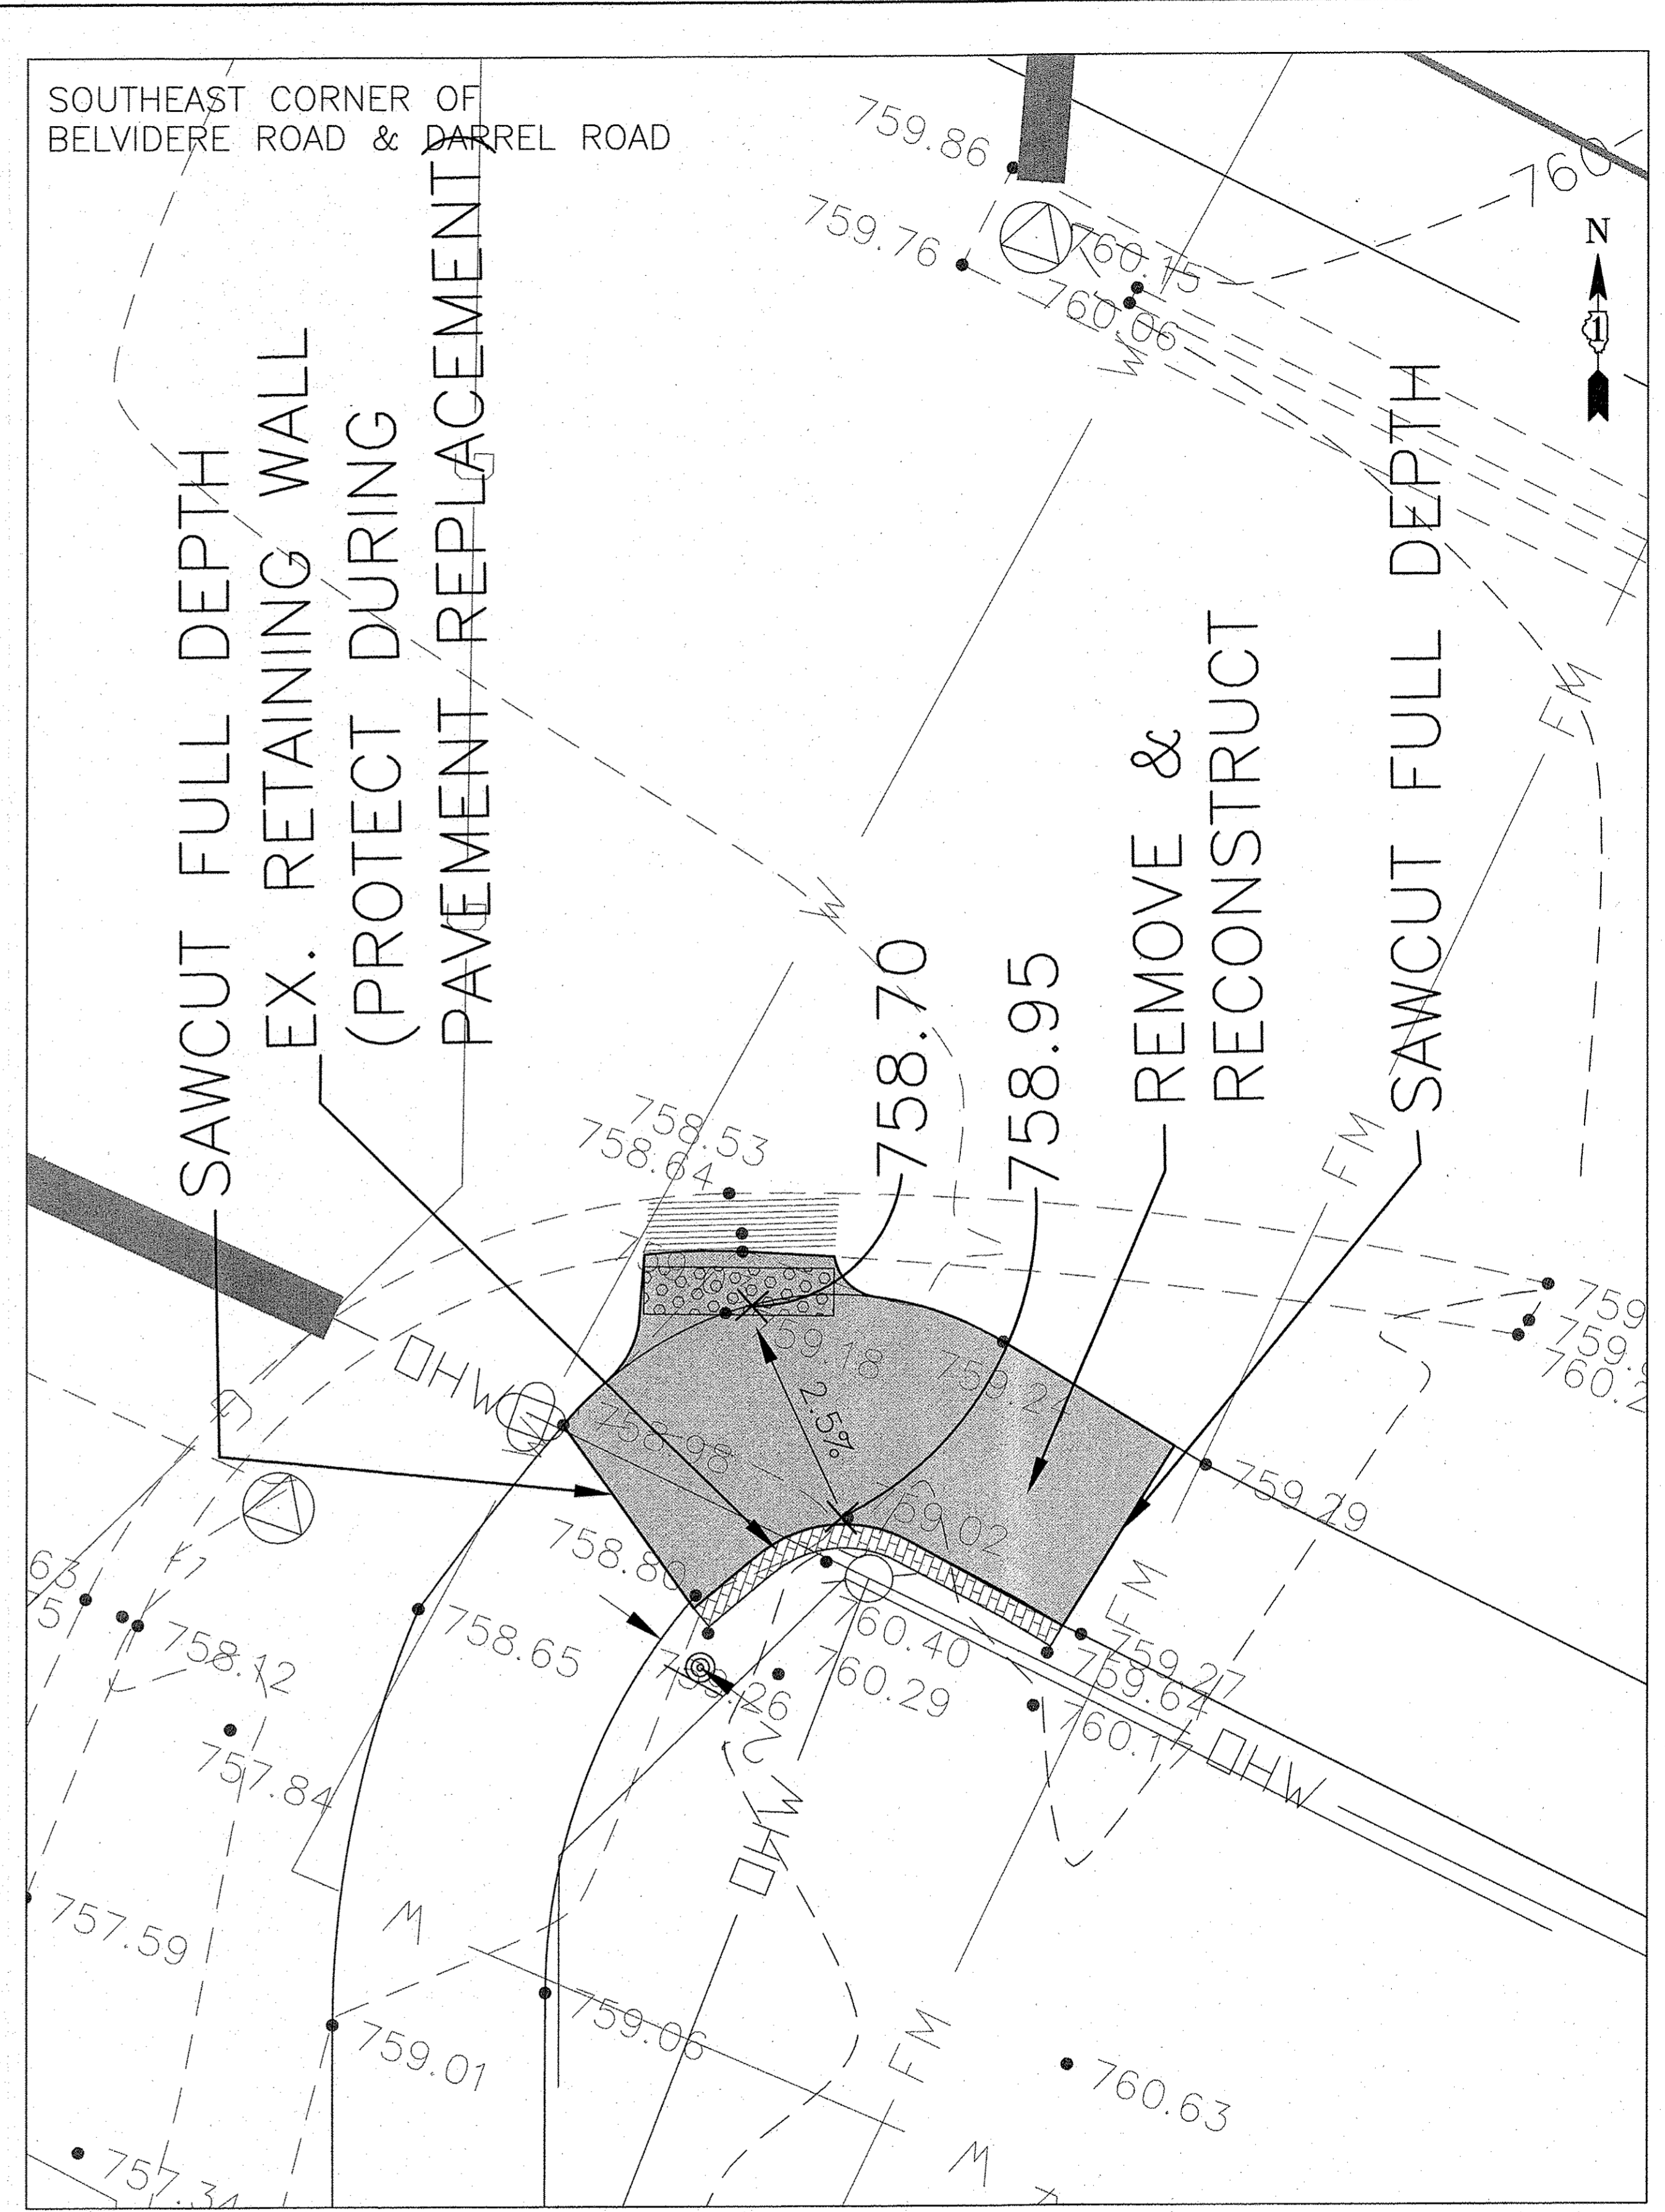 SOUTHEAST CORNER OF
BELVIDERE ROAD & DARREL ROAD
N
1
SAWCUT FULL DEPTH
EX. RETAINING WALL
(PROTECT DURING
PAVEMENT REPLACEMENT)
758.70
758.95
REMOVE &
RECONSTRUCT
SAWCUT FULL DEPTH
759.86
759.76
760.15
760.06
760
W
G
G
W
FM
FM
758.53
758.64
759.18
759.24
2.5%
OHW
758.98
759.02
759.29
758.80
758.65
758.12
757.84
757.59
759.26
760.40
760.29
759.27
759.62
760.17
OHW
OHW
FM
W
759.06
759.01
FM
760.63
W